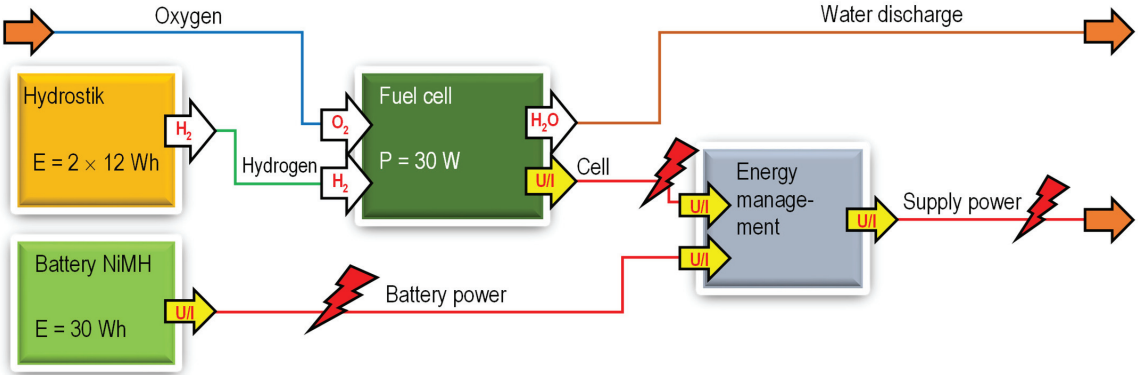 Oxygen
Water discharge
Hydrostik
E = 2 × 12 Wh
H₂
Hydrogen
O₂
H₂
Fuel cell
P = 30 W
H₂O
U/I
Cell
U/I
U/I
Energy
manage-
ment
U/I
Supply power
Battery NiMH
E = 30 Wh
U/I
Battery power